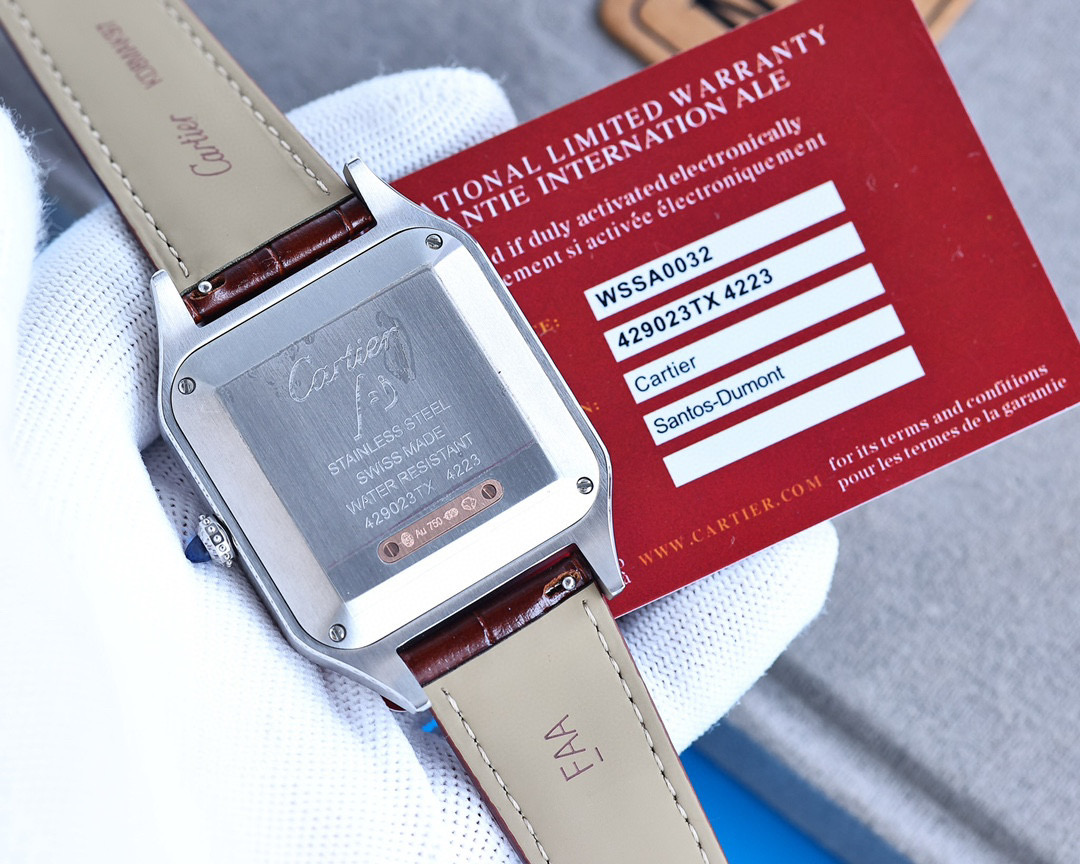 KD8MAK97
Cartier
Cartier
STAINLESS STEEL
SWISS MADE
WATER RESISTANT
429023TX 4223
Au 750
FAA
TIONAL LIMITED WARRANTY
ANTIE INTERNATION ALE
d if duly activated electronically
ement si activée électroniquement
WSSA0032
429023TX 4223
Cartier
Santos-Dumont
for its terms and confitions
pour les termes de la garantie
WWW.CARTIER.COM